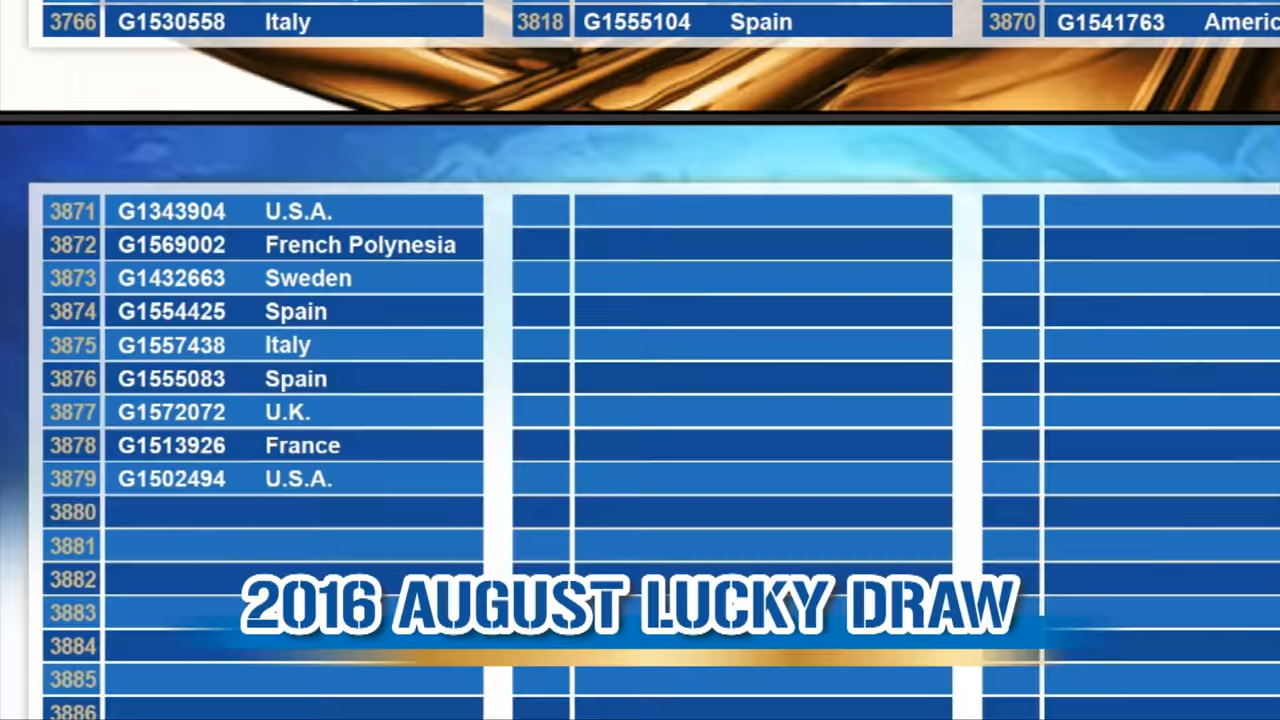 3766 G1530558 Italy 3818 G1555104 Spain 3870 G1541763 Americ
3871 G1343904 U.S.A.
3872 G1569002 French Polynesia
3873 G1432663 Sweden
3874 G1554425 Spain
3875 G1557438 Italy
3876 G1555083 Spain
3877 G1572072 U.K.
3878 G1513926 France
3879 G1502494 U.S.A.
3880
3881
3882
3883
3884
3885
3886
2016 AUGUST LUCKY DRAW